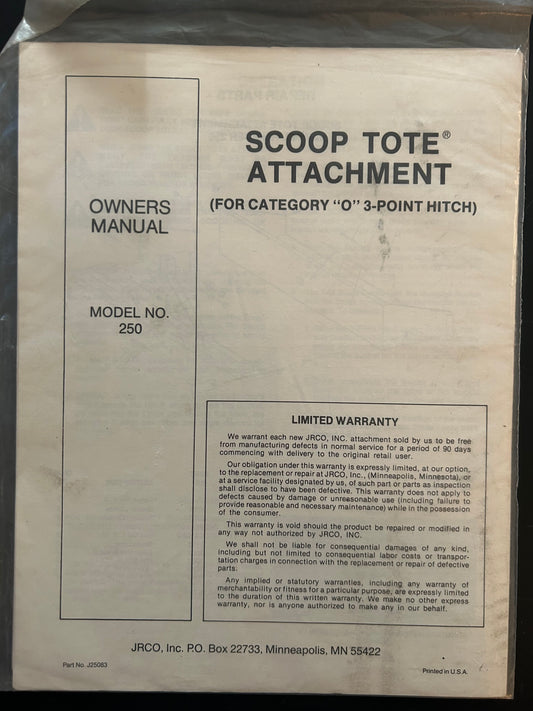 SCOOP TOTE®
ATTACHMENT
(FOR CATEGORY "O" 3-POINT HITCH)
OWNERS
MANUAL
MODEL NO.
250
LIMITED WARRANTY
We warrant each new JRCO, INC. attachment sold by us to be free
from manufacturing defects in normal service for a period of 90 days
commencing with delivery to the original retail user.
Our obligation under this warranty is expressly limited, at our option,
to the replacement or repair at JRCO, Inc., (Minneapolis, Minnesota), or
at a service facility designated by us, of such part or parts as inspection
shall disclose to have been defective. This warranty does not apply to
defects caused by damage or unreasonable use (including failure to
provide reasonable and necessary maintenance) while in the possession
of the consumer.
This warranty is void should the product be repaired or modified in
any way not authorized by JRCO, INC.
We shall not be liable for consequential damages of any kind,
including but not limited to consequential labor costs or transpor-
tation charges in connection with the replacement or repair of defective
parts.
Any implied or statutory warranties, including any warranty of
merchantability or fitness for a particular purpose, are expressly limited
to the duration of this written warranty. We make no other express
warranty, nor is anyone authorized to make any in our behalf.
JRCO, Inc. P.O. Box 22733, Minneapolis, MN 55422
Part No. J25083
Printed in U.S.A.